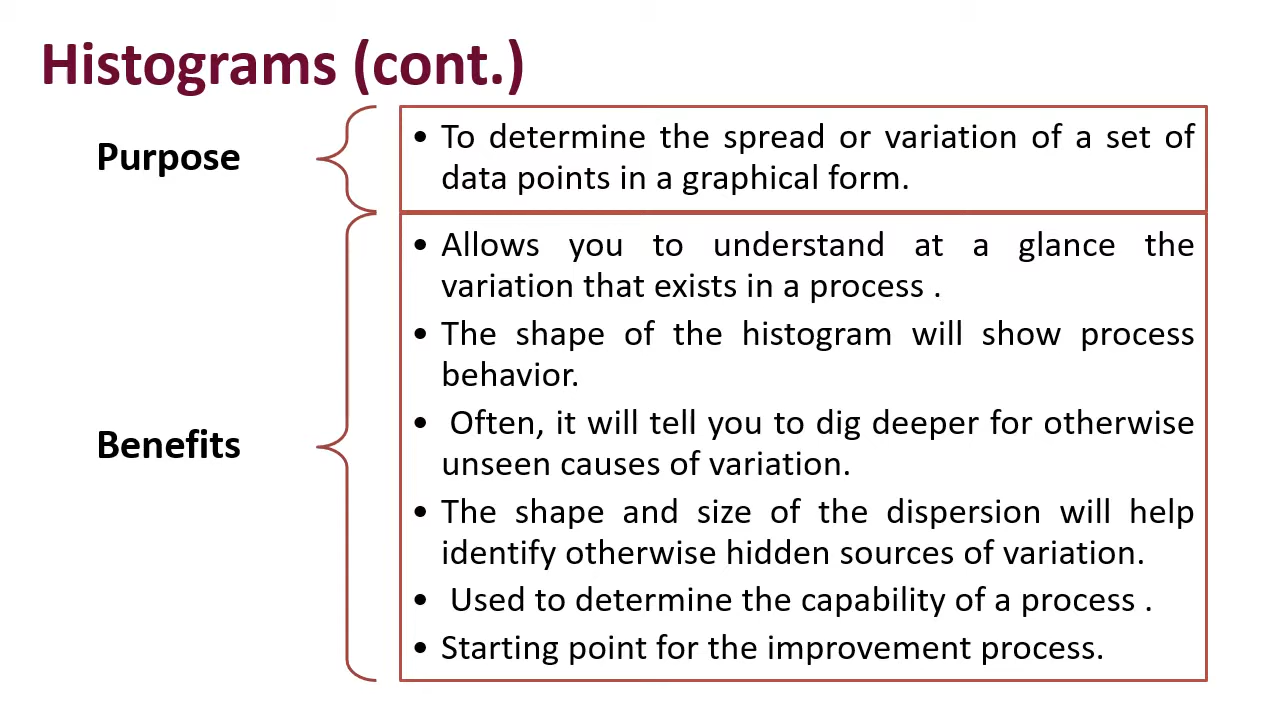 Histograms (cont.)
Purpose
• To determine the spread or variation of a set of
data points in a graphical form.
Benefits
• Allows you to understand at a glance the
variation that exists in a process .
• The shape of the histogram will show process
behavior.
• Often, it will tell you to dig deeper for otherwise
unseen causes of variation.
• The shape and size of the dispersion will help
identify otherwise hidden sources of variation.
• Used to determine the capability of a process .
• Starting point for the improvement process.